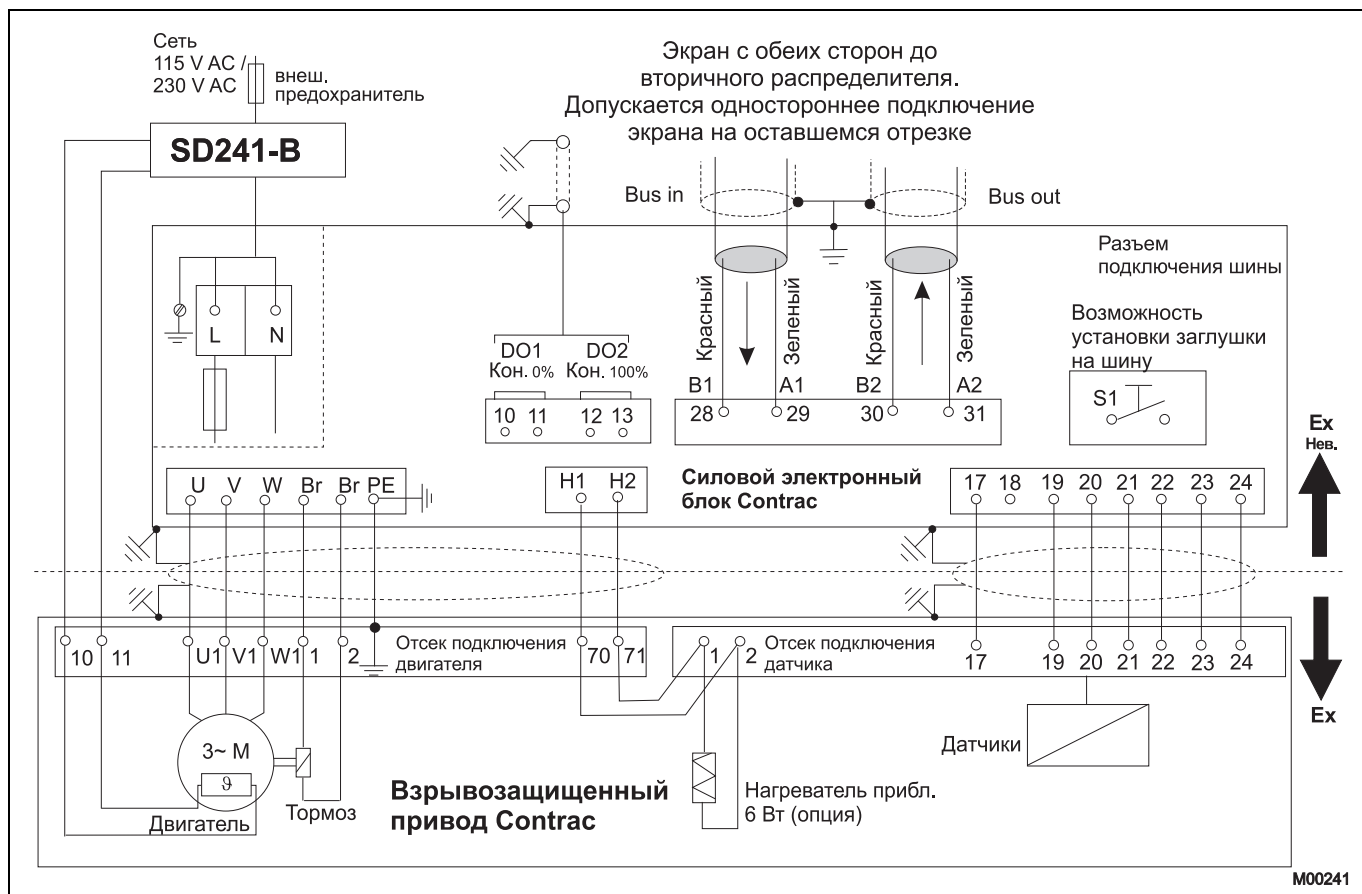 Сеть
115 V AC /
230 V AC
внеш.
предохранитель
SD241-B
Экран с обеих сторон до
вторичного распределителя.
Допускается одностороннее подключение
экрана на оставшемся отрезке
Bus in
Bus out
Разъем
подключения шины
Возможность
установки заглушки
на шину
S1
L N
DO1 DO2
Кон. 0% Кон. 100%
10 11 12 13
Красный
Зеленый
Красный
Зеленый
B1 A1 B2 A2
28 29 30 31
Ex
Нев.
U V W Br Br PE
H1 H2
Силовой электронный
блок Contrac
17 18 19 20 21 22 23 24
10 11 U1 V1 W1 1 2
Отсек подключения
двигателя
70 71
1 2
Отсек подключения
датчика
17 19 20 21 22 23 24
Ex
3~ M
ϑ
Двигатель
Тормоз
Взрывозащищенный
привод Contrac
Нагреватель прибл.
6 Вт (опция)
Датчики
M00241